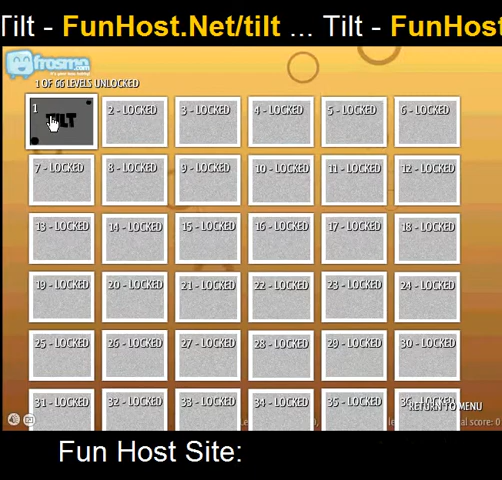 Tilt - FunHost.Net/tilt ... Tilt - FunHost
frosmo.com
1 OF 66 LEVELS UNLOCKED
1 TILT
2 - LOCKED
3 - LOCKED
4 - LOCKED
5 - LOCKED
6 - LOCKED
7 - LOCKED
8 - LOCKED
9 - LOCKED
10 - LOCKED
11 - LOCKED
12 - LOCKED
13 - LOCKED
14 - LOCKED
15 - LOCKED
16 - LOCKED
17 - LOCKED
18 - LOCKED
19 - LOCKED
20 - LOCKED
21 - LOCKED
22 - LOCKED
23 - LOCKED
24 - LOCKED
25 - LOCKED
26 - LOCKED
27 - LOCKED
28 - LOCKED
29 - LOCKED
30 - LOCKED
31 - LOCKED
32 - LOCKED
33 - LOCKED
34 - LOCKED
35 - LOCKED
36 - LOCKED
RETURN TO MENU
score: 0
Fun Host Site: